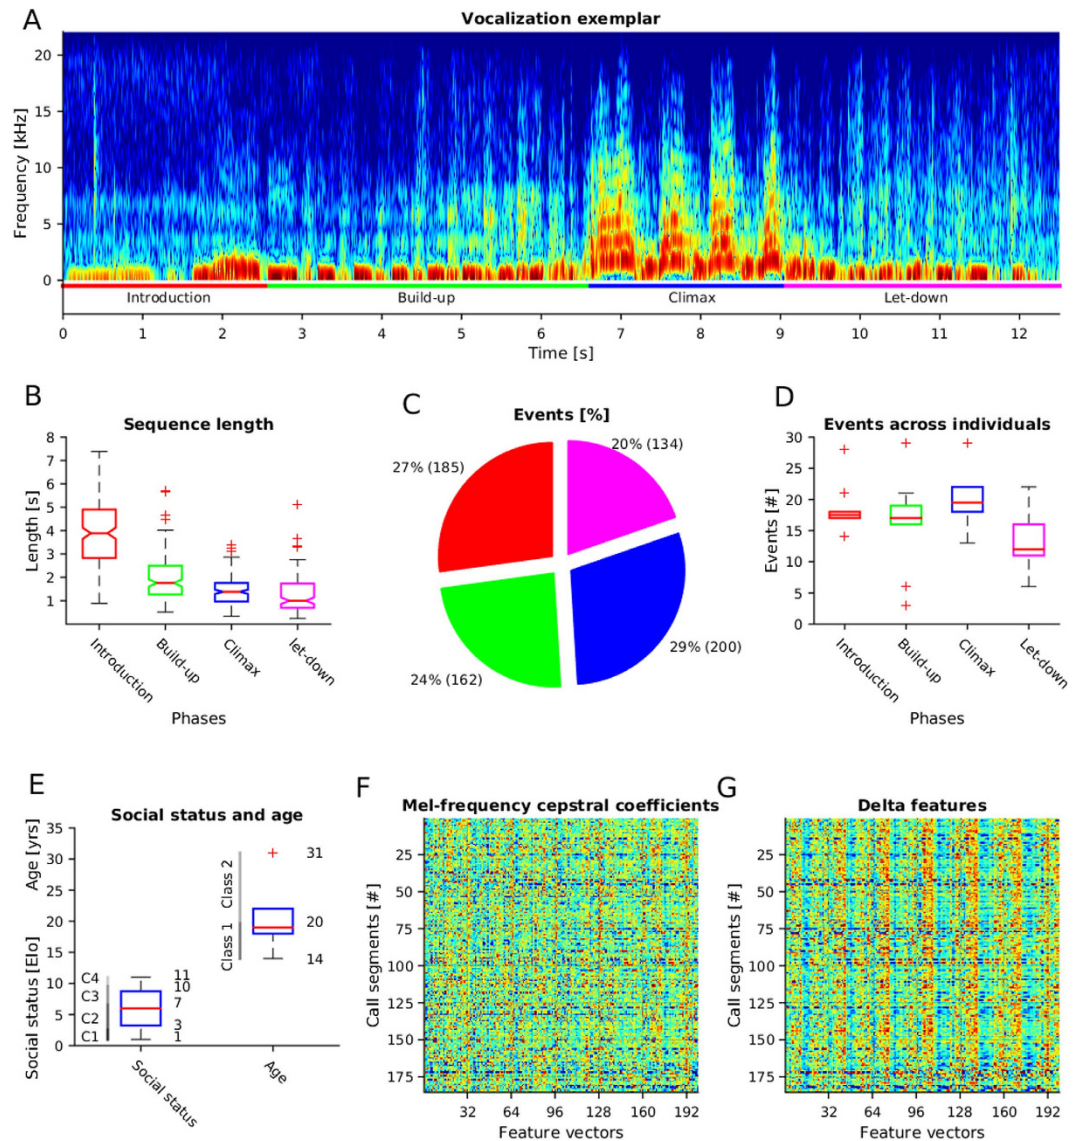 A
Vocalization exemplar
Frequency [kHz]
20
15
10
5
0
Introduction Build-up Climax Let-down
0 1 2 3 4 5 6 7 8 9 10 11 12
Time [s]
B
Sequence length
Length [s]
8
7
6
5
4
3
2
1
Introduction Build-up Climax let-down
Phases
C
Events [%]
27% (185)
20% (134)
24% (162)
29% (200)
D
Events across individuals
Events [#]
30
25
20
15
10
5
0
Introduction Build-up Climax Let-down
Phases
E
Social status and age
Social status [Elo] Age [yrs]
35
30
25
20
15
10
5
0
C4
C3
C2
C1
11
10
7
3
1
Class 1 Class 2
31
20
14
Social status Age
F
Mel-frequency cepstral coefficients
Call segments [#]
25
50
75
100
125
150
175
32 64 96 128 160 192
Feature vectors
G
Delta features
Call segments [#]
25
50
75
100
125
150
175
32 64 96 128 160 192
Feature vectors